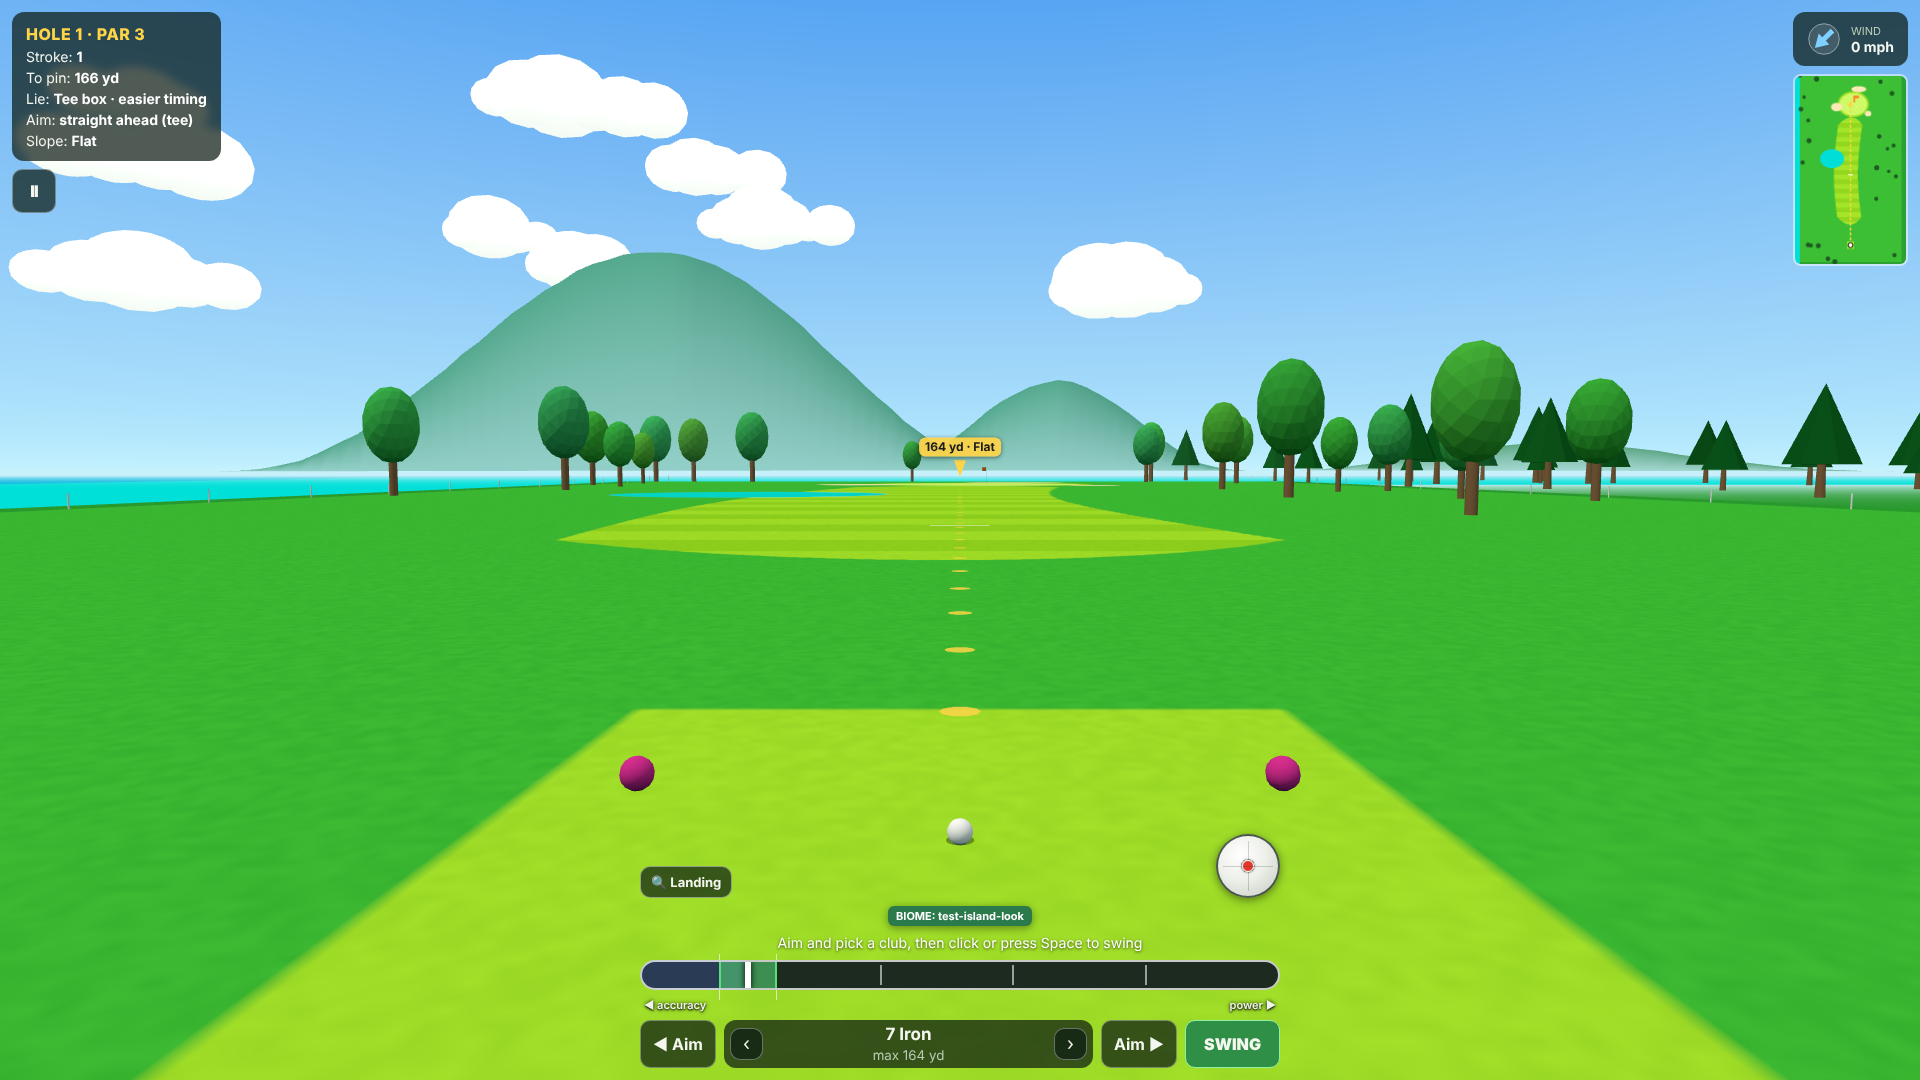 HOLE 1 · PAR 3
Stroke: 1
To pin: 166 yd
Lie: Tee box · easier timing
Aim: straight ahead (tee)
Slope: Flat
WIND
0 mph
164 yd · Flat
Landing
BIOME: test-island-look
Aim and pick a club, then click or press Space to swing
◀ accuracy
power ▶
◀ Aim
‹
7 Iron
max 164 yd
›
Aim ▶
SWING